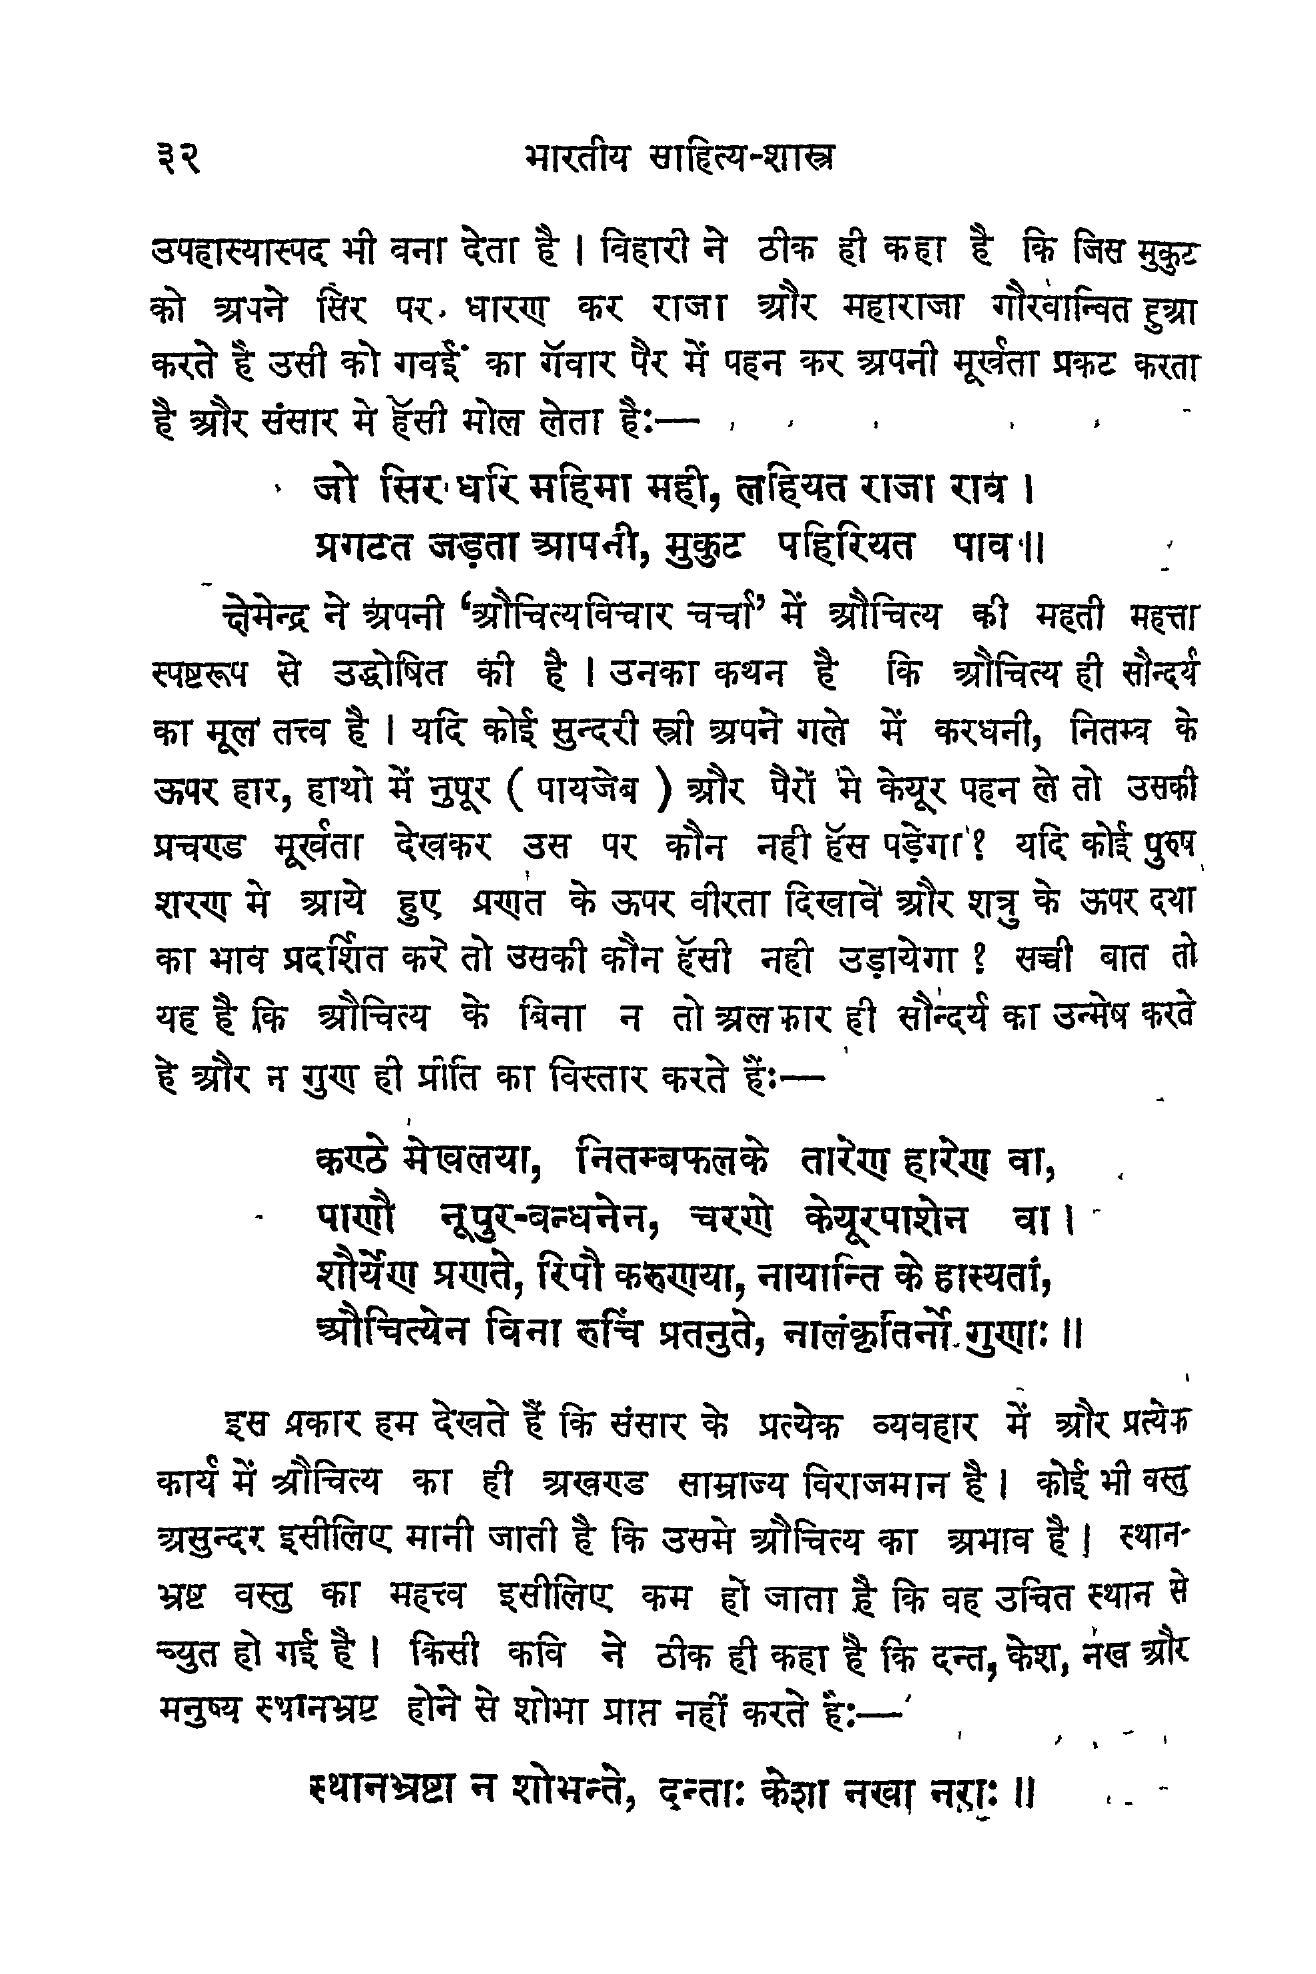 ३२ भारतीय साहित्य-शास्त्र
उपहास्यास्पद भी वना देता है । विहारी ने ठीक ही कहा है कि जिस मुकुट
को अपने सिर पर धारण कर राजा और महाराजा गौरवान्वित हुआ
करते है उसी को गवईं का गॅवार पैर में पहन कर अपनी मूर्खता प्रकट करता
है और संसार मे हॅसी मोल लेता है:—
जो सिर धरि महिमा मही, लहियत राजा राव ।
प्रगटत जड़ता आपनी, मुकुट पहिरियत पाव ॥
क्षेमेन्द्र ने अपनी ‘औचित्यविचार चर्चा’ में औचित्य की महती महत्ता
स्पष्टरूप से उद्घोषित की है । उनका कथन है कि औचित्य ही सौन्दर्य
का मूल तत्त्व है । यदि कोई सुन्दरी स्त्री अपने गले में करधनी, नितम्ब के
ऊपर हार, हाथो में नुपूर ( पायजेब ) और पैरों मे केयूर पहन ले तो उसकी
प्रचण्ड मूर्खता देखकर उस पर कौन नही हॅस पड़ेगा ? यदि कोई पुरुष
शरण मे आये हुए प्रणत के ऊपर वीरता दिखावें और शत्रु के ऊपर दया
का भाव प्रदर्शित करे तो उसकी कौन हॅसी नही उड़ायेगा ? सच्ची बात तो
यह है कि औचित्य के बिना न तो अलकार ही सौन्दर्य का उन्मेष करते
हे और न गुण ही प्रीति का विस्तार करते हैं:—
कण्ठे मेखलया, नितम्बफलके तारेण हारेण वा,
पाणौ नूपुर-बन्धनेन, चरणे केयूरपाशेन वा ।
शौर्येण प्रणते, रिपौ करुणया, नायान्ति के हास्यतां,
औचित्येन विना रुचिं प्रतनुते, नालंकृतिर्नो गुणाः ॥
इस प्रकार हम देखते हैं कि संसार के प्रत्येक व्यवहार में और प्रत्येक
कार्य में औचित्य का ही अखण्ड साम्राज्य विराजमान है । कोई भी वस्तु
असुन्दर इसीलिए मानी जाती है कि उसमे औचित्य का अभाव है । स्थान-
भ्रष्ट वस्तु का महत्त्व इसीलिए कम हो जाता है कि वह उचित स्थान से
च्युत हो गई है । किसी कवि ने ठीक ही कहा है कि दन्त, केश, नख और
मनुष्य स्थानभ्रष्ट होने से शोभा प्राप्त नहीं करते है:—
स्थानभ्रष्टा न शोभन्ते, दन्ताः केशा नखा नराः ॥